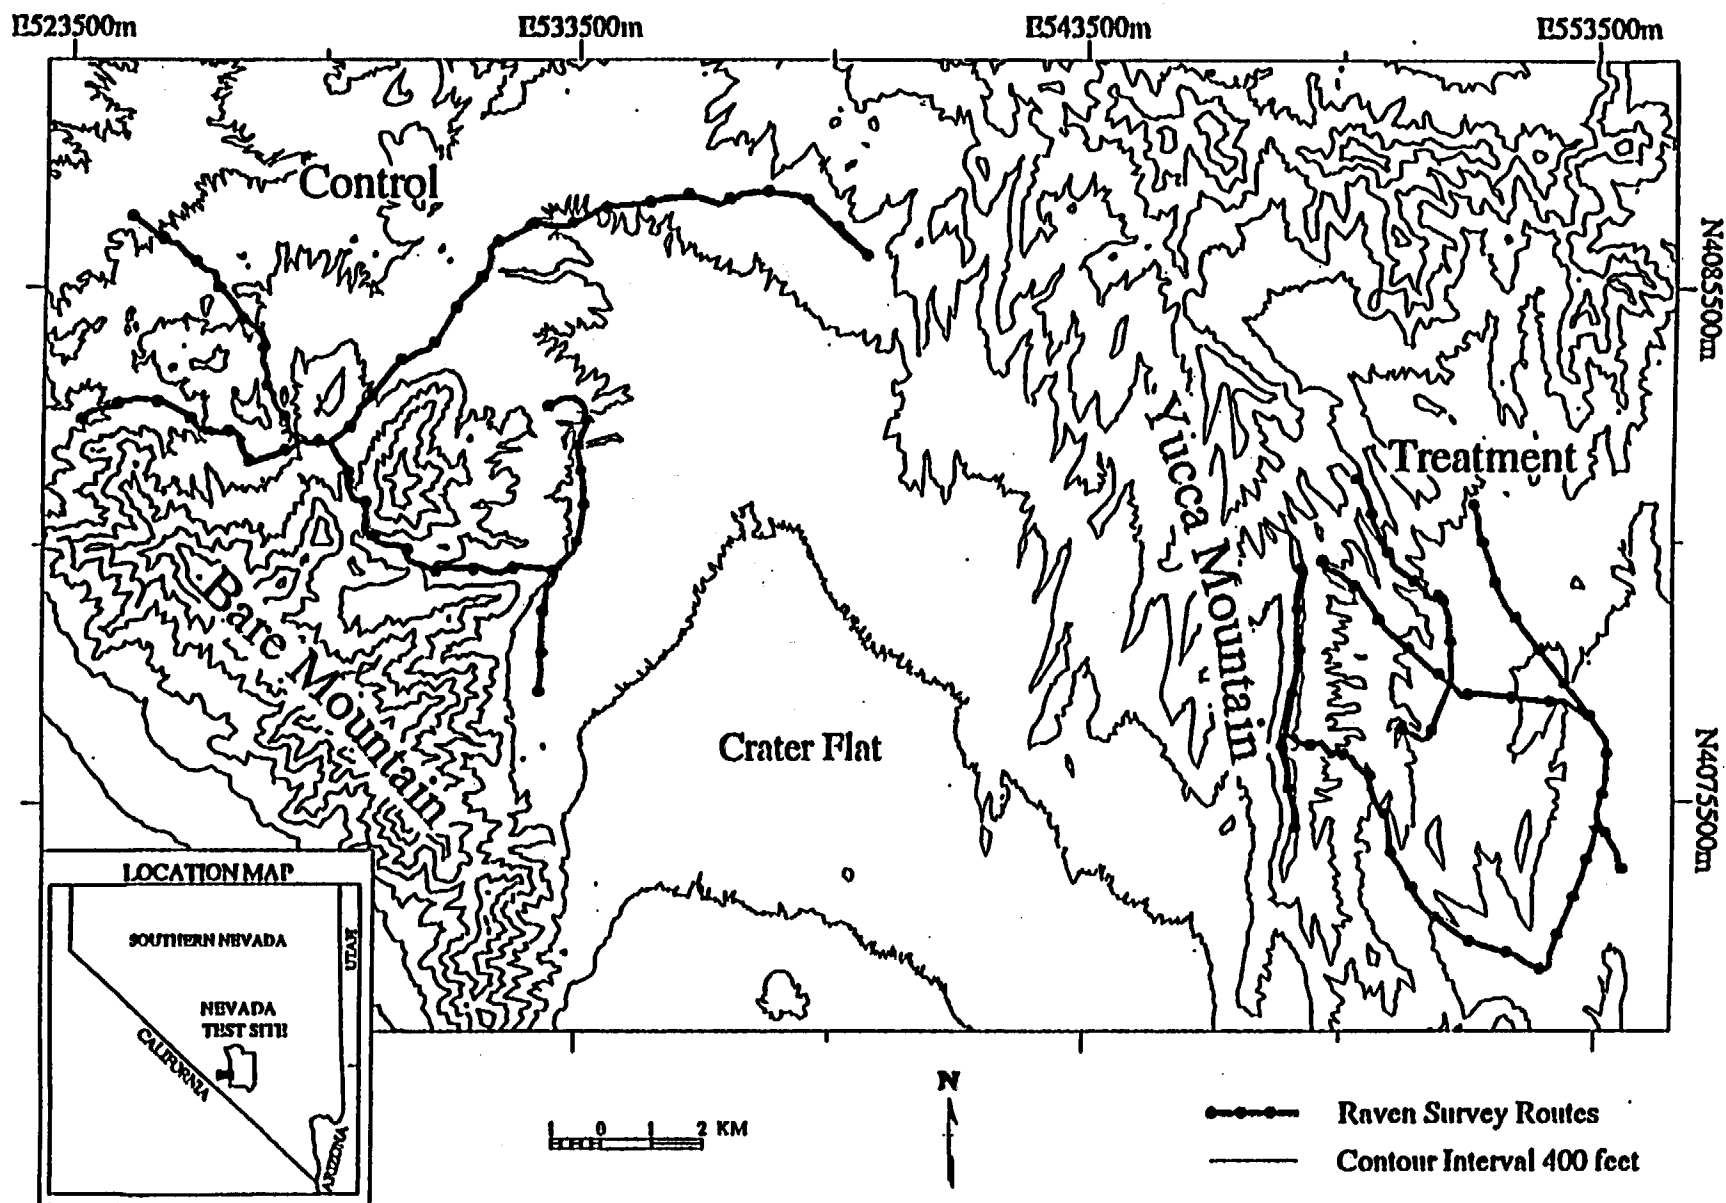 E523500m E533500m E543500m E553500m
Control
N4085500m
Yucca Mountain
Treatment
Bare Mountain
Crater Flat
N4075500m
LOCATION MAP
SOUTHERN NEVADA
UTAH
NEVADA
TEST SITE
CALIFORNIA
ARIZONA
N
1 0 1 2 KM
Raven Survey Routes
Contour Interval 400 feet